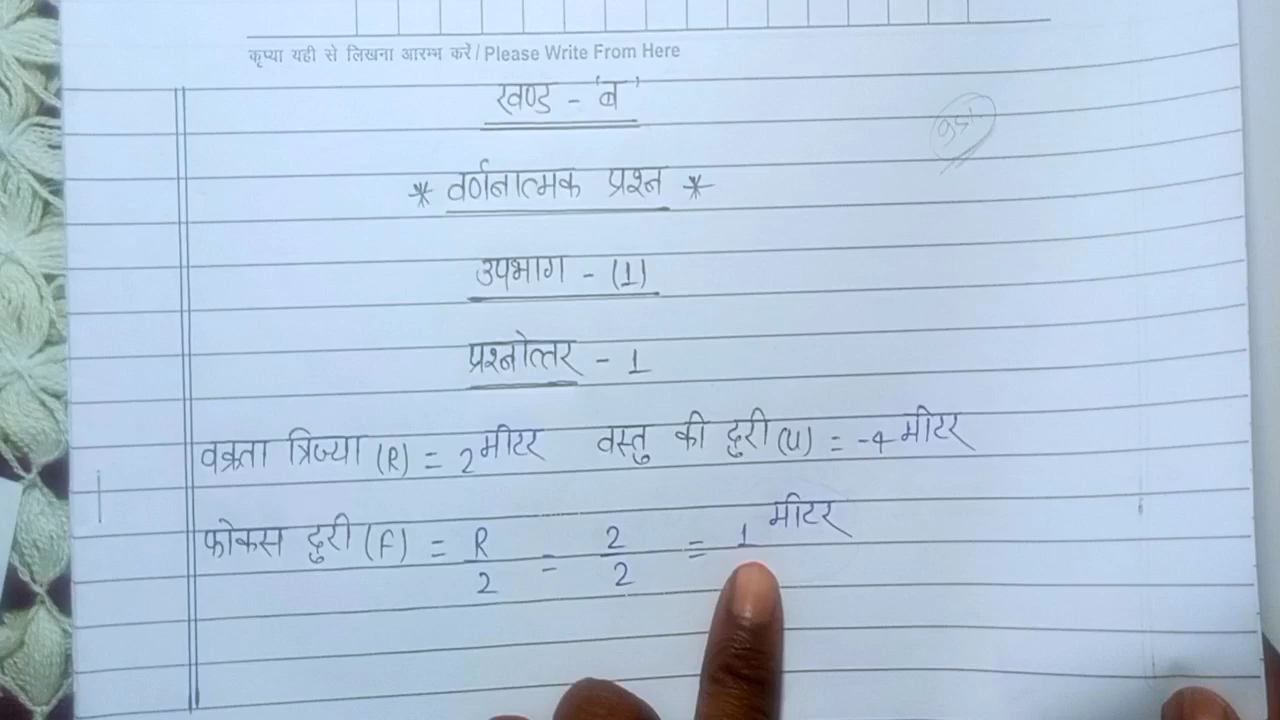 कृप्या यही से लिखना आरम्भ करें / Please Write From Here
खण्ड - 'ब'
* वर्णनात्मक प्रश्न *
उपभाग - (1)
प्रश्नोत्तर - 1
वक्रता त्रिज्या (R) = 2 मीटर वस्तु की दुरी (u) = -4 मीटर
फोकस दुरी (F) = R/2 = 2/2 = 1 मीटर